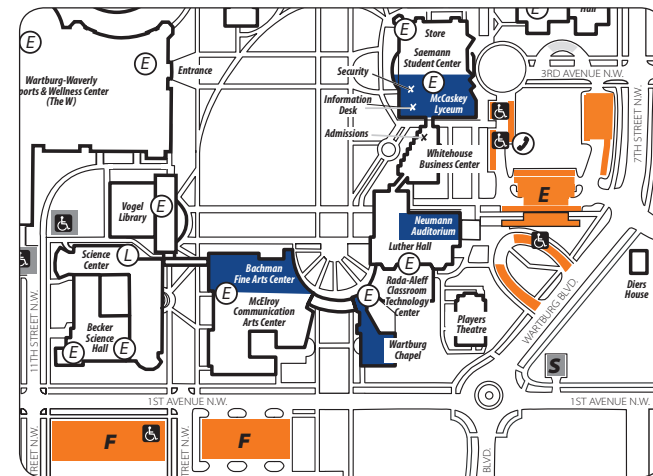 E
E
Hall
E
Store
Saemann
Student Center
E
Wartburg-Waverly
orts & Wellness Center
(The W)
E
Entrance
Security
E
3RD AVENUE N.W.
Information
Desk
McCaskey
Lyceum
Admissions
7TH STREET N.W.
Whitehouse
Business Center
E
Vogel
Library
E
Neumann
Auditorium
Luther Hall
Science
Center
L
Bachman
Fine Arts Center
E
Rada-Aleff
Classroom
Technology
Center
E
E
McElroy
Communication
Arts Center
Diers
House
Players
Theatre
WARTBURG BLVD.
11TH STREET N.W.
Becker
Science
Hall
E
E
Wartburg
Chapel
S
1ST AVENUE N.W.
1ST AVENUE N.W.
F
F
REET N.W.
STREET N.W.
BLVD.